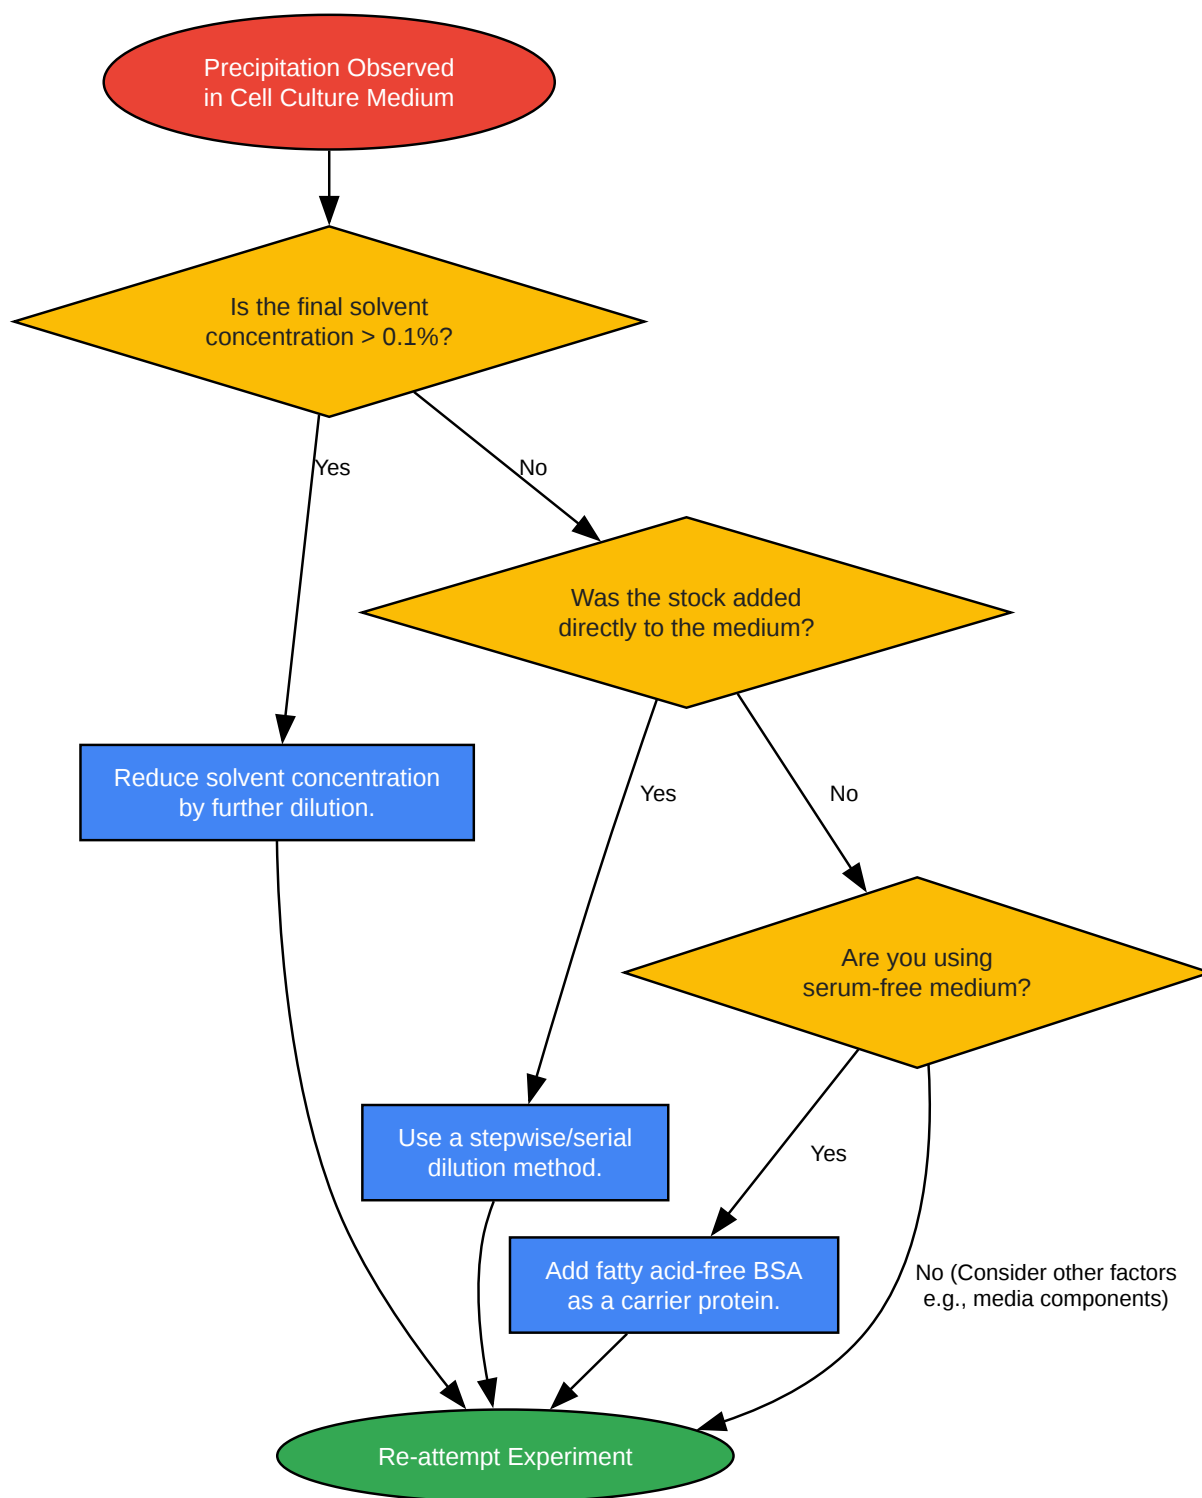 Precipitation Observed
in Cell Culture Medium
Is the final solvent
concentration > 0.1%?
Yes
No
Was the stock added
directly to the medium?
Reduce solvent concentration
by further dilution.
Yes
No
Are you using
serum-free medium?
Use a stepwise/serial
dilution method.
Yes
Add fatty acid-free BSA
as a carrier protein.
No (Consider other factors
e.g., media components)
Re-attempt Experiment